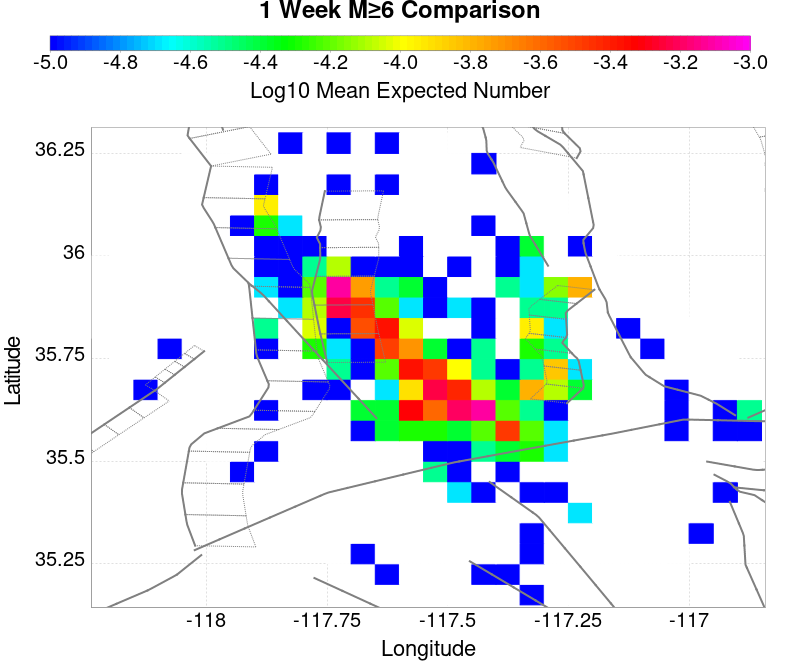 1 Week M≥6 Comparison
-5.0 -4.8 -4.6 -4.4 -4.2 -4.0 -3.8 -3.6 -3.4 -3.2 -3.0
Log10 Mean Expected Number
36.25
36
35.75
35.5
35.25
Latitude
-118 -117.75 -117.5 -117.25 -117
Longitude